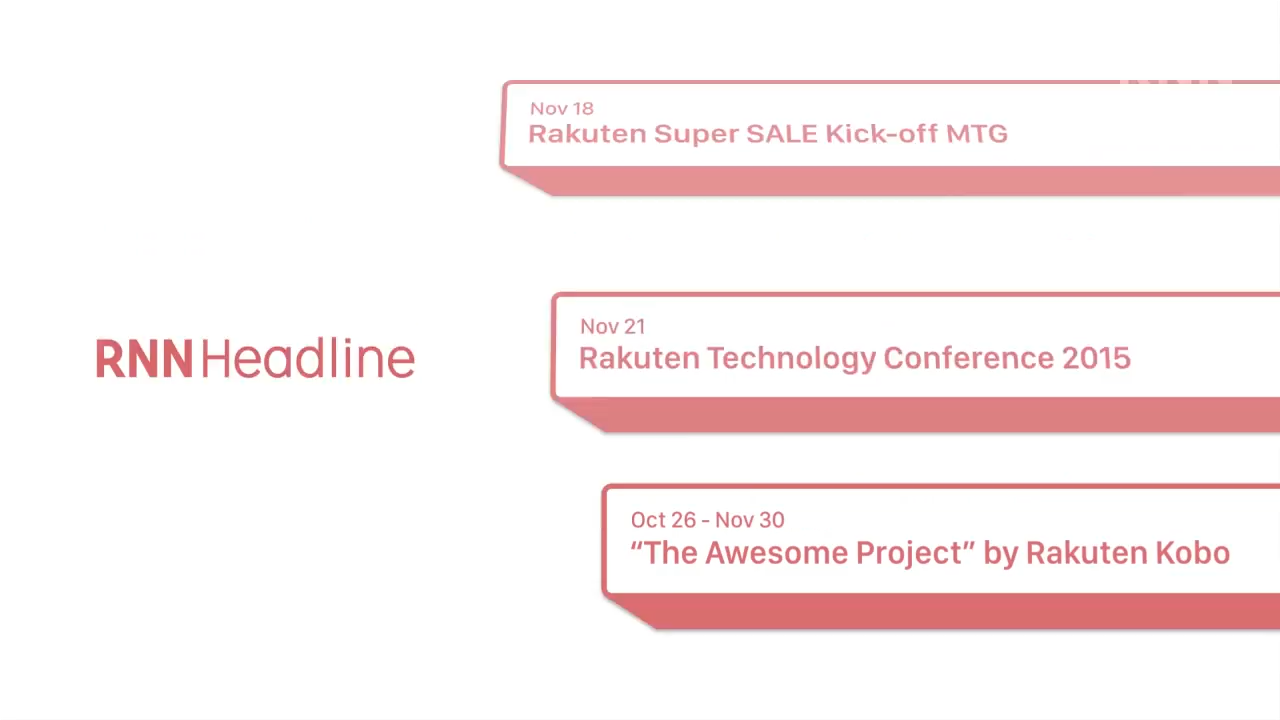 Nov 18
Rakuten Super SALE Kick-off MTG
RNN Headline
Nov 21
Rakuten Technology Conference 2015
Oct 26 - Nov 30
“The Awesome Project” by Rakuten Kobo